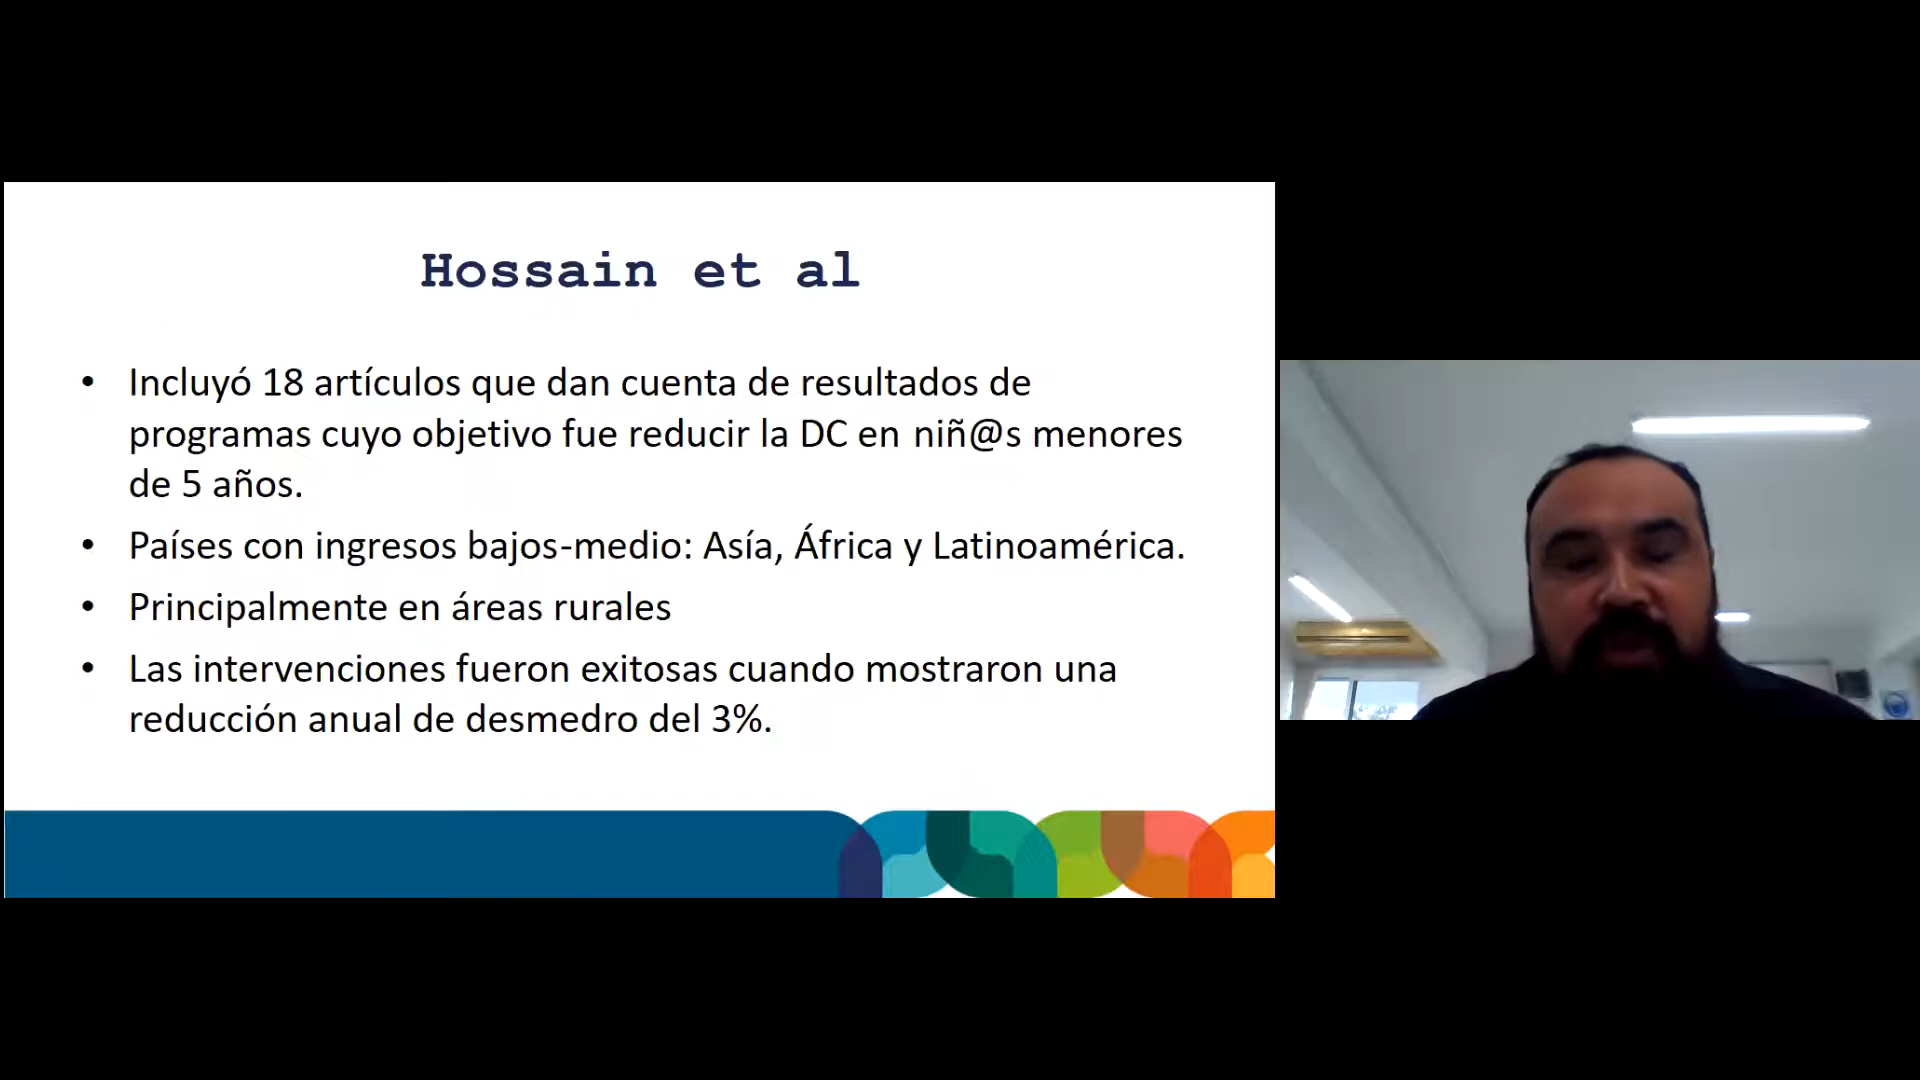 Hossain et al
• Incluyó 18 artículos que dan cuenta de resultados de
programas cuyo objetivo fue reducir la DC en niñ@s menores
de 5 años.
• Países con ingresos bajos-medio: Asía, África y Latinoamérica.
• Principalmente en áreas rurales
• Las intervenciones fueron exitosas cuando mostraron una
reducción anual de desmedro del 3%.